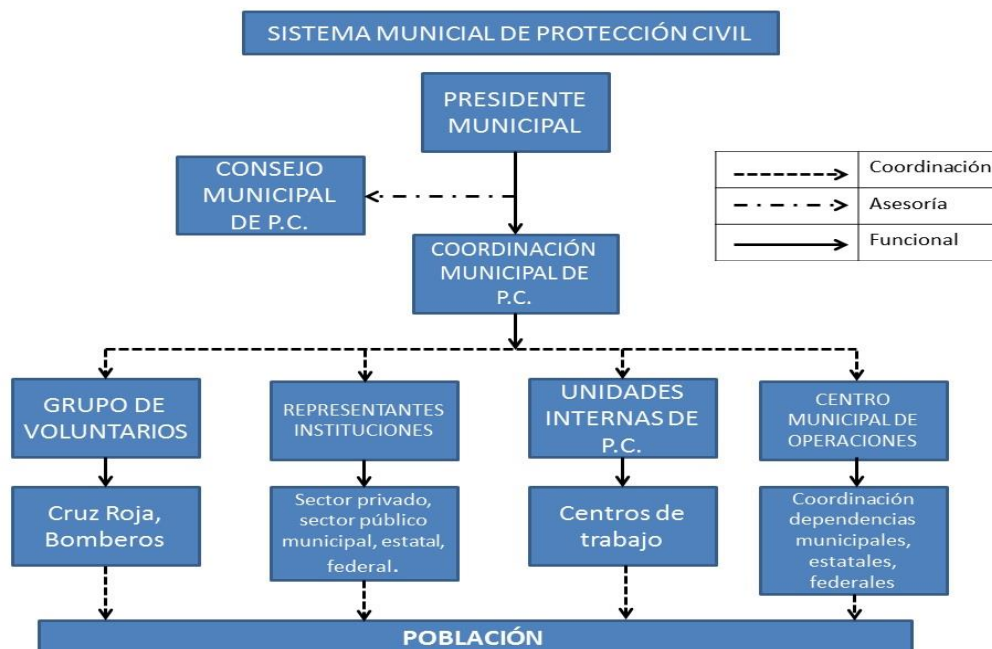 SISTEMA MUNICIAL DE PROTECCIÓN CIVIL
PRESIDENTE
MUNICIPAL
CONSEJO
MUNICIPAL
DE P.C.
Coordinación
Asesoría
Funcional
COORDINACIÓN
MUNICIPAL DE
P.C.
GRUPO DE
VOLUNTARIOS
REPRESENTANTES
INSTITUCIONES
UNIDADES
INTERNAS DE
P.C.
CENTRO
MUNICIPAL DE
OPERACIONES
Cruz Roja,
Bomberos
Sector privado,
sector público
municipal, estatal,
federal.
Centros de
trabajo
Coordinación
dependencias
municipales,
estatales,
federales
POBLACIÓN